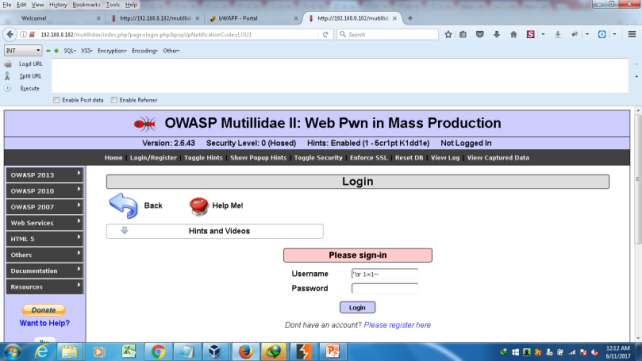 File Edit View History Bookmarks Tools Help
Welcome!
http://192.168.0.102/mutillid
bWAPP - Portal
http://192.168.0.102/mutillid
192.168.0.102/mutillidae/index.php?page=login.php&popUpNotificationCode=LOU1
Search
INT
SQL- XSS- Encryption- Encoding- Other-
Load URL
Split URL
Execute
Enable Post data Enable Referrer
OWASP Mutillidae II: Web Pwn in Mass Production
Version: 2.6.43 Security Level: 0 (Hosed) Hints: Enabled (1 - 5cr1pt K1dd1e) Not Logged In
Home Login/Register Toggle Hints Show Popup Hints Toggle Security Enforce SSL Reset DB View Log View Captured Data
OWASP 2013
OWASP 2010
OWASP 2007
Web Services
HTML 5
Others
Documentation
Resources
Donate
Want to Help?
Login
Back
Help Me!
Hints and Videos
Please sign-in
Username
'or 1=1--
Password
Login
Dont have an account? Please register here
12:12 AM
6/11/2017